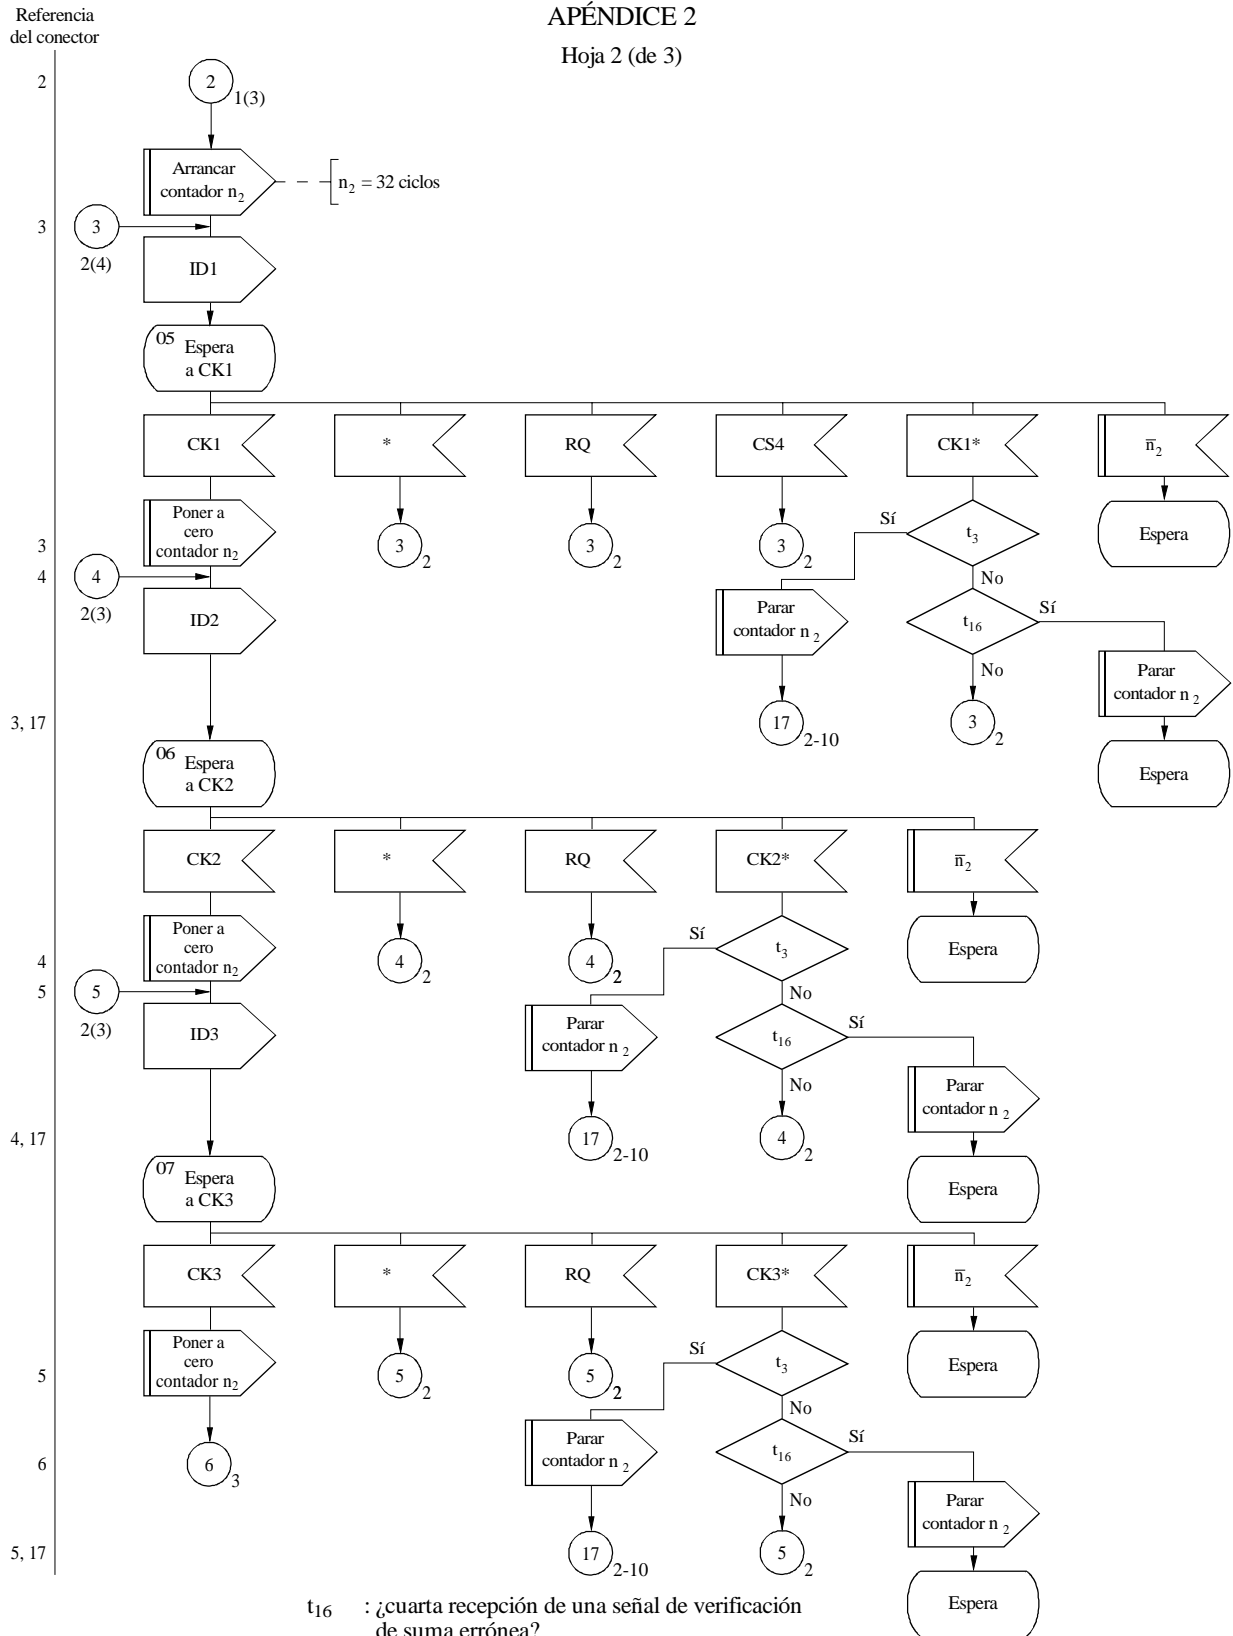 Referencia
del conector
APÉNDICE 2
Hoja 2 (de 3)
2
2
1(3)
Arrancar
contador n2
n2 = 32 ciclos
3
3
2(4)
ID1
05
Espera
a CK1
CK1
*
RQ
CS4
CK1*
n̅2
Poner a
cero
contador n2
3
2
3
2
3
2
Sí
t3
Espera
3
No
4
4
2(3)
ID2
Parar
contador n2
t16
Sí
No
Parar
contador n2
3, 17
17
2-10
3
2
06
Espera
a CK2
Espera
CK2
*
RQ
CK2*
n̅2
Poner a
cero
contador n2
4
2
4
2
Sí
t3
Espera
4
No
5
5
2(3)
ID3
Parar
contador n2
t16
Sí
No
Parar
contador n2
4, 17
17
2-10
4
2
07
Espera
a CK3
Espera
CK3
*
RQ
CK3*
n̅2
Poner a
cero
contador n2
Sí
t3
Espera
5
5
2
5
2
No
Parar
contador n2
t16
Sí
6
6
3
No
Parar
contador n2
5, 17
17
2-10
5
2
Espera
t16 : ¿cuarta recepción de una señal de verificación
de suma errónea?